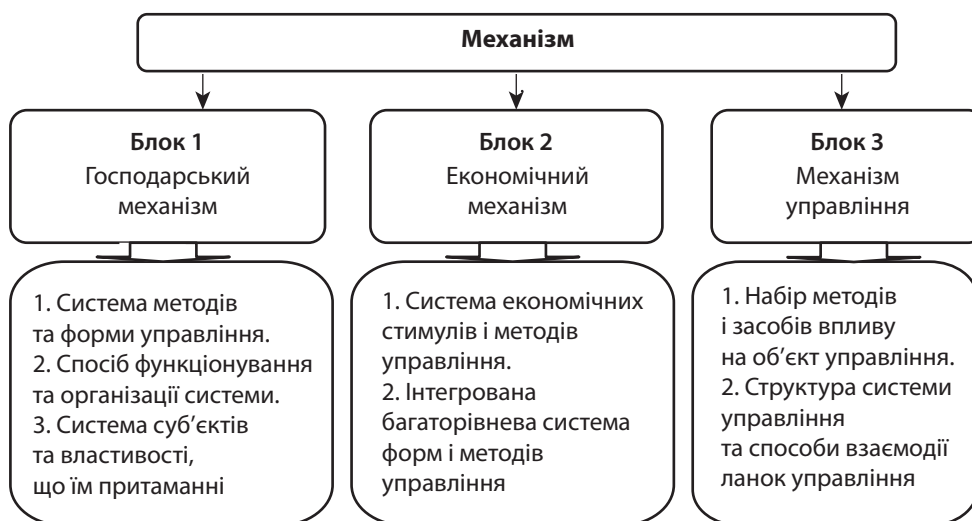 Механізм
Блок 1
Господарський
механізм
Блок 2
Економічний
механізм
Блок 3
Механізм
управління
1. Система методів
та форми управління.
2. Спосіб функціонування
та організації системи.
3. Система суб’єктів
та властивості,
що їм притаманні
1. Система економічних
стимулів і методів
управління.
2. Інтегрована
багаторівнева система
форм і методів
управління
1. Набір методів
і засобів впливу
на об’єкт управління.
2. Структура системи
управління
та способи взаємодії
ланок управління